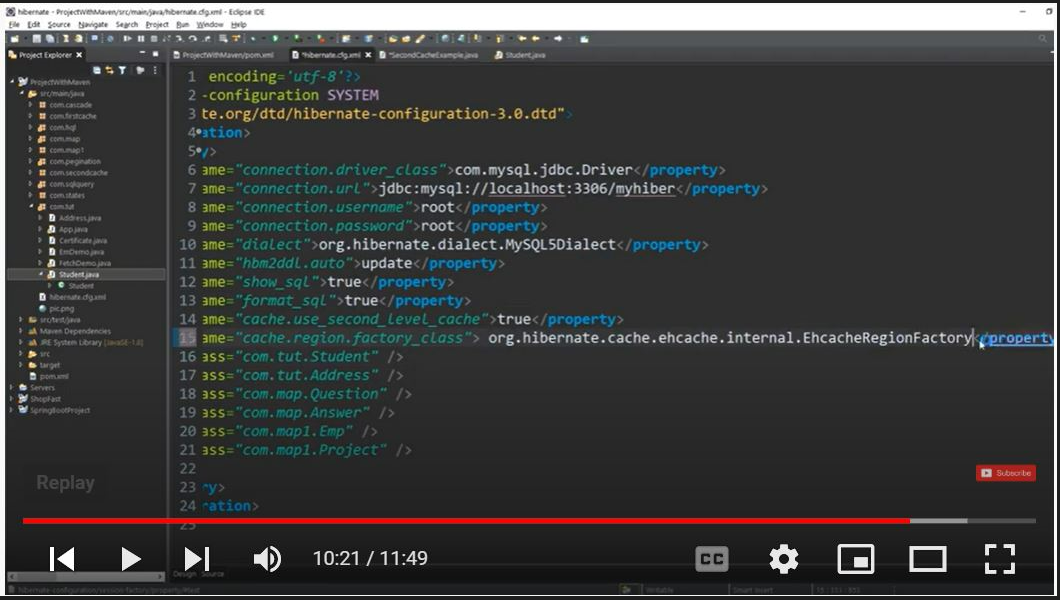 hibernate - ProjectWithMaven/src/main/java/hibernate.cfg.xml - Eclipse IDE
File Edit Source Navigate Search Project Run Window Help
Project Explorer
ProjectWithMaven/pom.xml
*hibernate.cfg.xml
*SecondCacheExample.java
Student.java
ProjectWithMaven
src/main/java
com.cascade
com.firstcache
com.hql
com.map
com.map1
com.pegination
com.secondcache
com.sqlquery
com.states
com.tut
Address.java
App.java
Certificate.java
EmDemo.java
FetchDemo.java
Student.java
Student
hibernate.cfg.xml
pic.png
src/test/java
Maven Dependencies
JRE System Library [JavaSE-1.8]
src
target
pom.xml
Servers
ShopFast
SpringBootProject
1 encoding='utf-8'?>
2 -configuration SYSTEM
3 te.org/dtd/hibernate-configuration-3.0.dtd">
4 ation>
5 />
6 ame="connection.driver_class">com.mysql.jdbc.Driver</property>
7 ame="connection.url">jdbc:mysql://localhost:3306/myhiber</property>
8 ame="connection.username">root</property>
9 ame="connection.password">root</property>
10 ame="dialect">org.hibernate.dialect.MySQL5Dialect</property>
11 ame="hbm2ddl.auto">update</property>
12 ame="show_sql">true</property>
13 ame="format_sql">true</property>
14 ame="cache.use_second_level_cache">true</property>
15 ame="cache.region.factory_class"> org.hibernate.cache.ehcache.internal.EhcacheRegionFactory</property
16 ass="com.tut.Student" />
17 ass="com.tut.Address" />
18 ass="com.map.Question" />
19 ass="com.map.Answer" />
20 ass="com.map1.Emp" />
21 ass="com.map1.Project" />
22
23 ry>
24 ration>
25
Replay
Subscribe
10:21 / 11:49
CC
Design Source
hibernate-configuration/session-factory/property/#text
Writable
Smart Insert